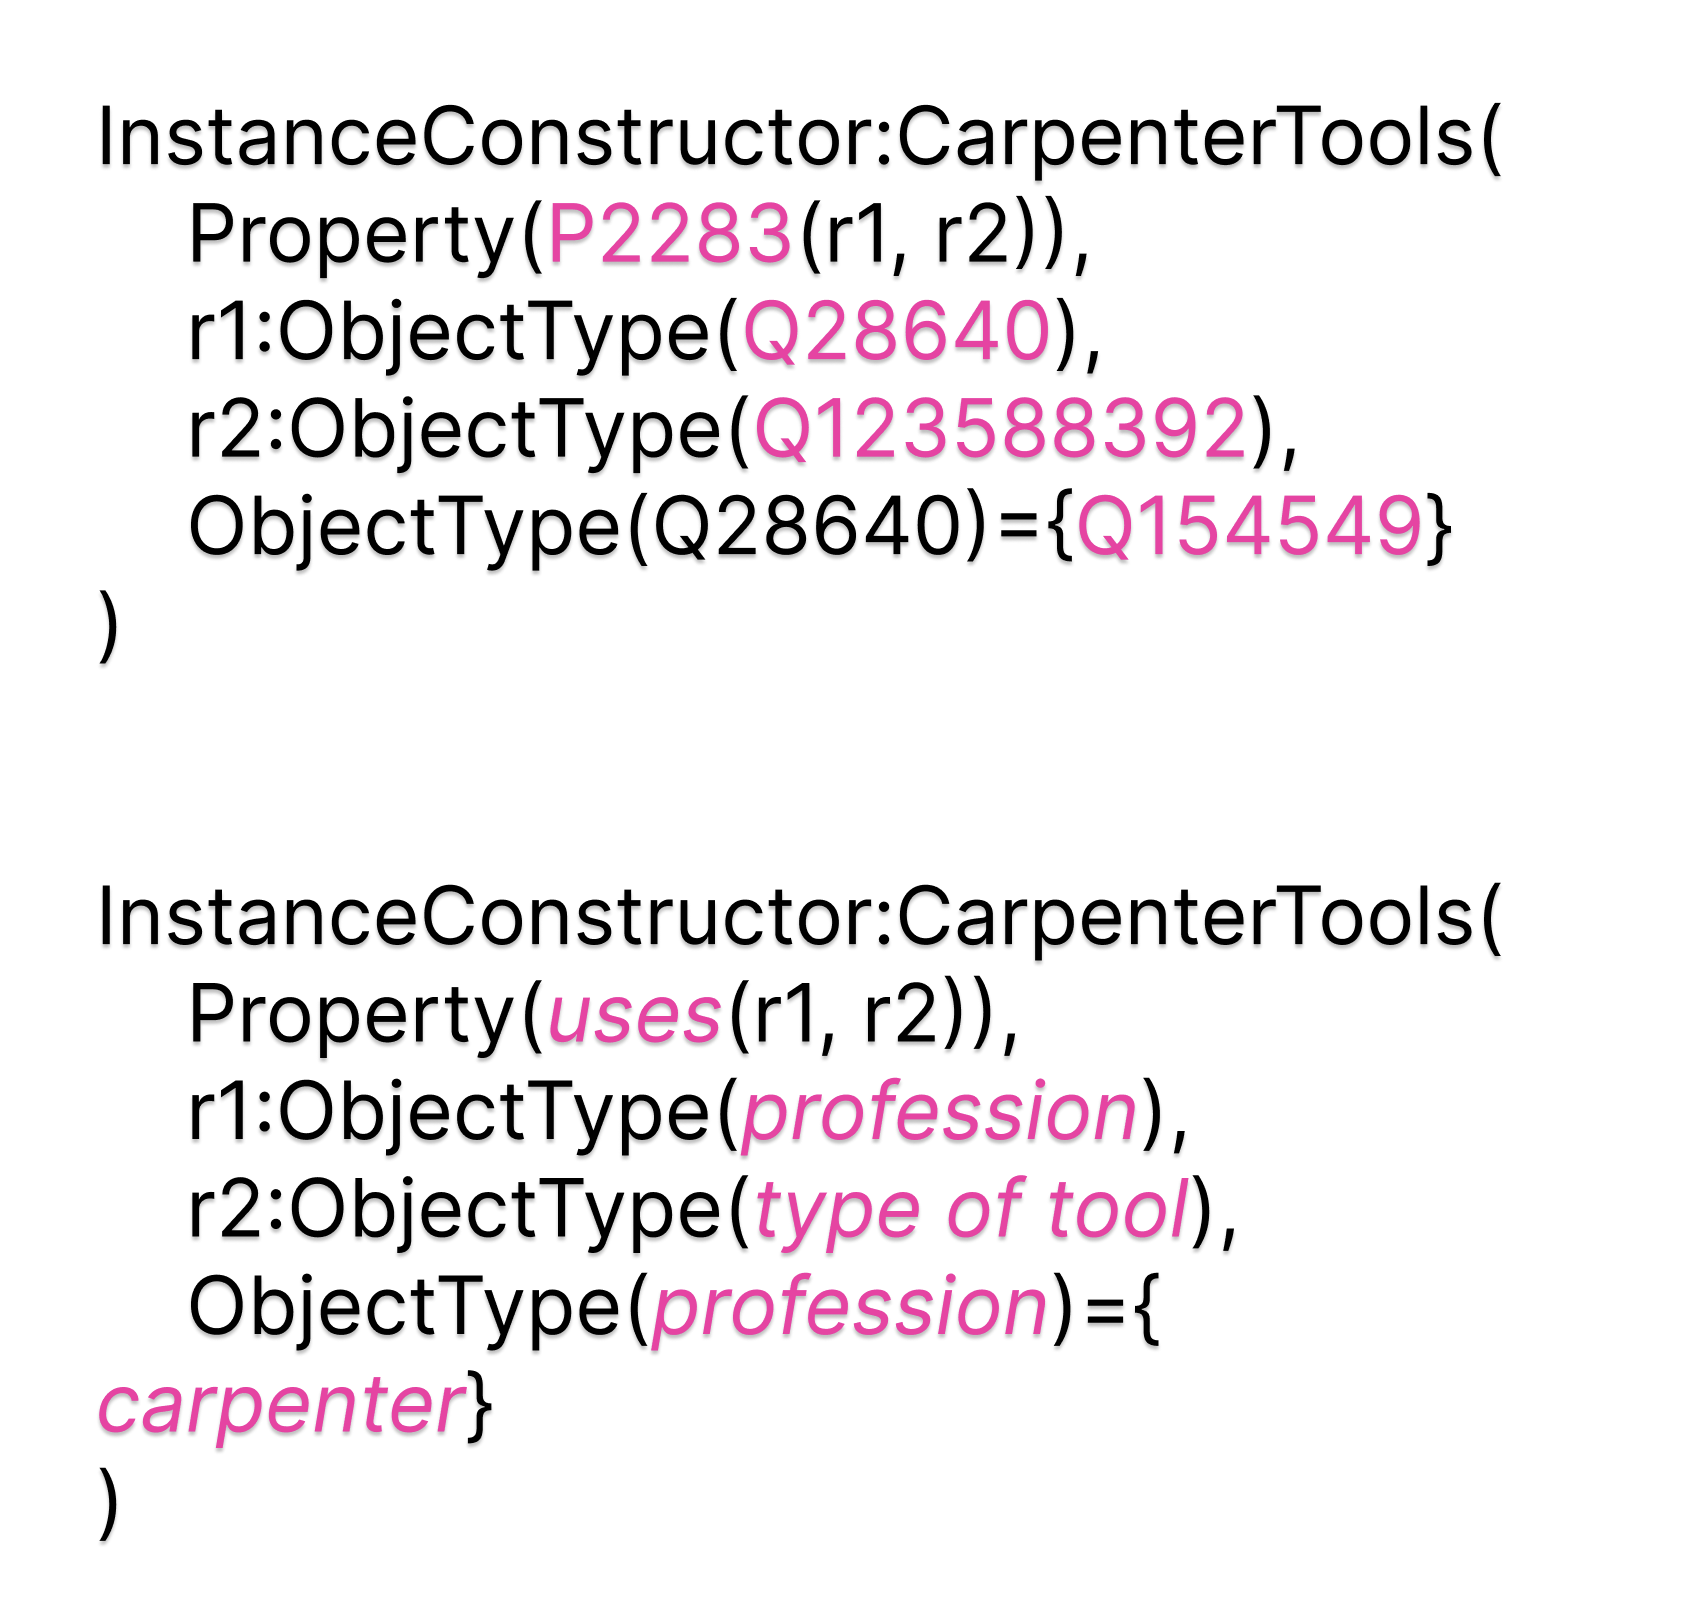 InstanceConstructor:CarpenterTools(
Property(P2283(r1, r2)),
r1:ObjectType(Q28640),
r2:ObjectType(Q123588392),
ObjectType(Q28640)={Q154549}
)
InstanceConstructor:CarpenterTools(
Property(uses(r1, r2)),
r1:ObjectType(profession),
r2:ObjectType(type of tool),
ObjectType(profession)={
carpenter}
)